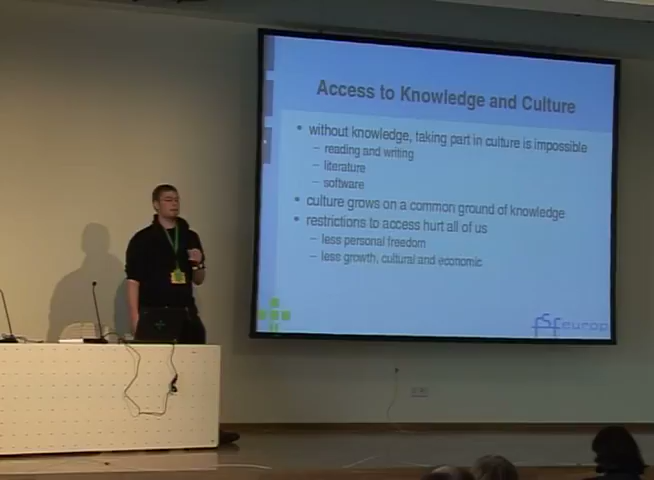 Access to Knowledge and Culture
• without knowledge, taking part in culture is impossible
– reading and writing
– literature
– software
• culture grows on a common ground of knowledge
• restrictions to access hurt all of us
– less personal freedom
– less growth, cultural and economic
fsfeurope